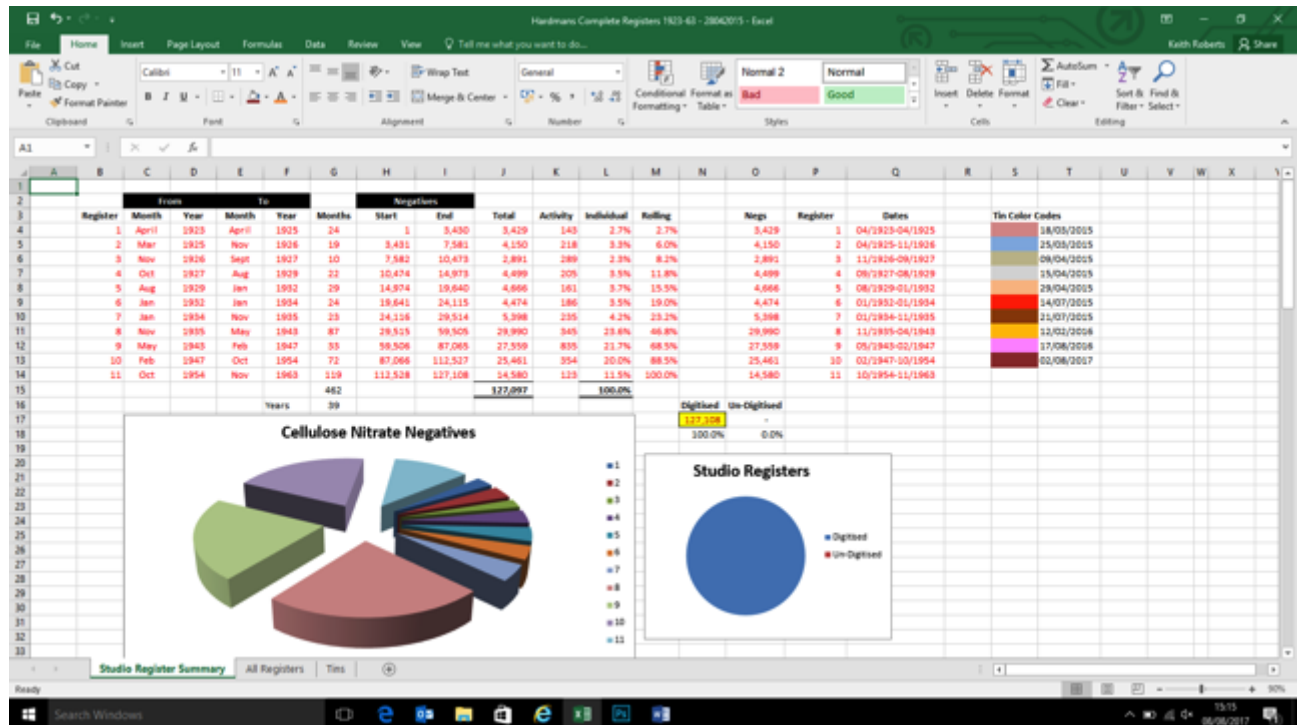 Hardmans Complete Registers 1923-63 - 28042015 - Excel
File Home Insert Page Layout Formulas Data Review View Tell me what you want to do... Keith Roberts Share
Cut Calibri 11 Wrap Text General Normal 2 Normal AutoSum
Copy Fill
Paste Format Painter Merge & Center Conditional Formatting Format as Table Bad Good Insert Delete Format Clear Sort & Filter Find & Select
Clipboard Font Alignment Number Styles Cells Editing
A1
A B C D E F G H I J K L M N O P Q R S T U V W X
From To Negatives
Register Month Year Month Year Months Start End Total Activity Individual Rolling Negs Register Dates Tin Color Codes
1 April 1923 April 1925 24 1 3,430 3,429 143 2.7% 2.7% 3,429 1 04/1923-04/1925 18/03/2015
2 Mar 1925 Nov 1926 19 3,431 7,581 4,150 218 3.3% 6.0% 4,150 2 04/1925-11/1926 25/03/2015
3 Nov 1926 Sept 1927 10 7,582 10,473 2,891 289 2.3% 8.2% 2,891 3 11/1926-09/1927 09/04/2015
4 Oct 1927 Aug 1929 22 10,474 14,973 4,499 205 3.5% 11.8% 4,499 4 09/1927-08/1929 15/04/2015
5 Aug 1929 Jan 1932 29 14,974 19,640 4,666 161 3.7% 15.5% 4,666 5 08/1929-01/1932 29/04/2015
6 Jan 1932 Jan 1934 24 19,641 24,115 4,474 186 3.5% 19.0% 4,474 6 01/1932-01/1934 14/07/2015
7 Jan 1934 Nov 1935 23 24,116 29,514 5,398 235 4.2% 23.2% 5,398 7 01/1934-11/1935 21/07/2015
8 Nov 1935 May 1943 87 29,515 59,505 29,990 345 23.6% 46.8% 29,990 8 11/1935-04/1943 12/02/2016
9 May 1943 Feb 1947 33 59,506 87,065 27,559 835 21.7% 68.5% 27,559 9 05/1943-02/1947 17/08/2016
10 Feb 1947 Oct 1954 72 87,066 112,527 25,461 354 20.0% 88.5% 25,461 10 02/1947-10/1954 02/08/2017
11 Oct 1954 Nov 1963 119 112,528 127,108 14,580 123 11.5% 100.0% 14,580 11 10/1954-11/1963
462 127,097 100.0%
Years 39 Digitised Un-Digitised
127,108 -
100.0% 0.0%
Cellulose Nitrate Negatives
1
2
3
4
5
6
7
8
9
10
11
Studio Registers
Digitised
Un-Digitised
Studio Register Summary All Registers Tins
Ready 90%
Search Windows 15:15
08/08/2017